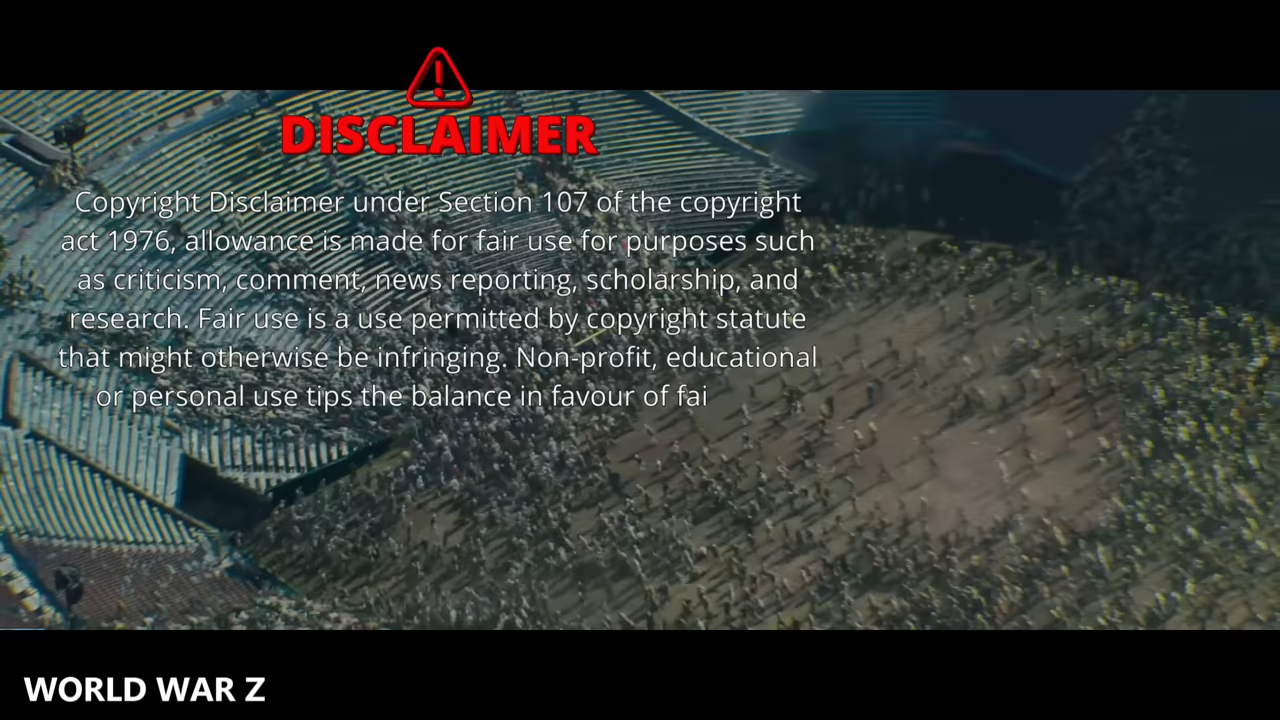 DISCLAIMER
Copyright Disclaimer under Section 107 of the copyright
act 1976, allowance is made for fair use for purposes such
as criticism, comment, news reporting, scholarship, and
research. Fair use is a use permitted by copyright statute
that might otherwise be infringing. Non-profit, educational
or personal use tips the balance in favour of fai
WORLD WAR Z